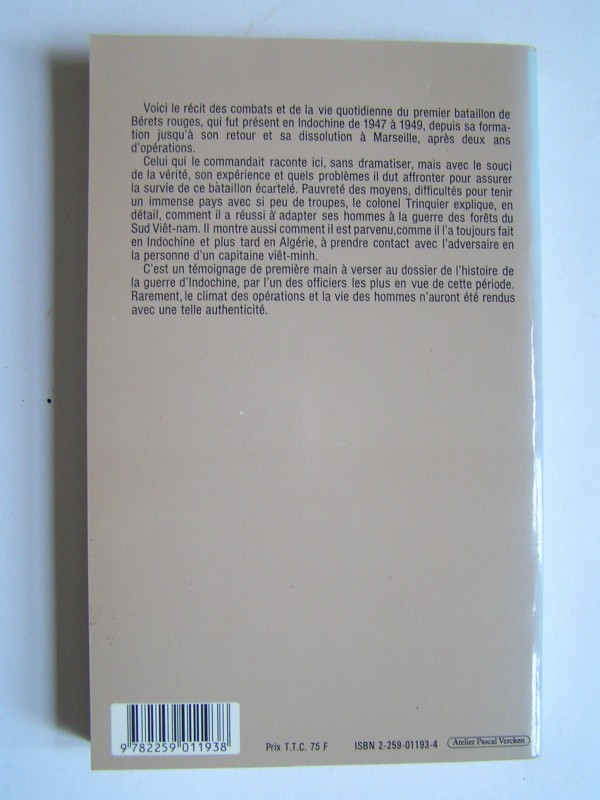 Voici le récit des combats et de la vie quotidienne du premier bataillon de
Bérets rouges, qui fut présent en Indochine de 1947 à 1949, depuis sa forma-
tion jusqu'à son retour et sa dissolution à Marseille, après deux ans
d'opérations.
Celui qui le commandait raconte ici, sans dramatiser, mais avec le souci
de la vérité, son expérience et quels problèmes il dut affronter pour assurer
la survie de ce bataillon écartelé. Pauvreté des moyens, difficultés pour tenir
un immense pays avec si peu de troupes, le colonel Trinquier explique, en
détail, comment il a réussi à adapter ses hommes à la guerre des forêts du
Sud Viêt-nam. Il montre aussi comment il est parvenu, comme il l'a toujours fait
en Indochine et plus tard en Algérie, à prendre contact avec l'adversaire en
la personne d'un capitaine viêt-minh.
C'est un témoignage de première main à verser au dossier de l'histoire de
la guerre d'Indochine, par l'un des officiers les plus en vue de cette période.
Rarement, le climat des opérations et la vie des hommes n'auront été rendus
avec une telle authenticité.
9 782259 011938
Prix T.T.C. 75 F
ISBN 2-259-01193-4
Atelier Pascal Vercken